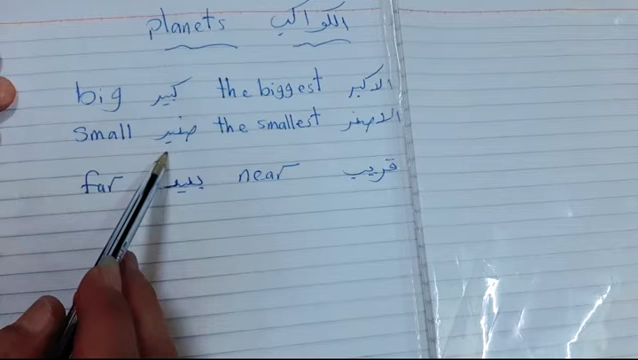 planets الكواكب
big كبير the biggest الاكبر
small صغير the smallest الاصغر
far بعيد near قريب